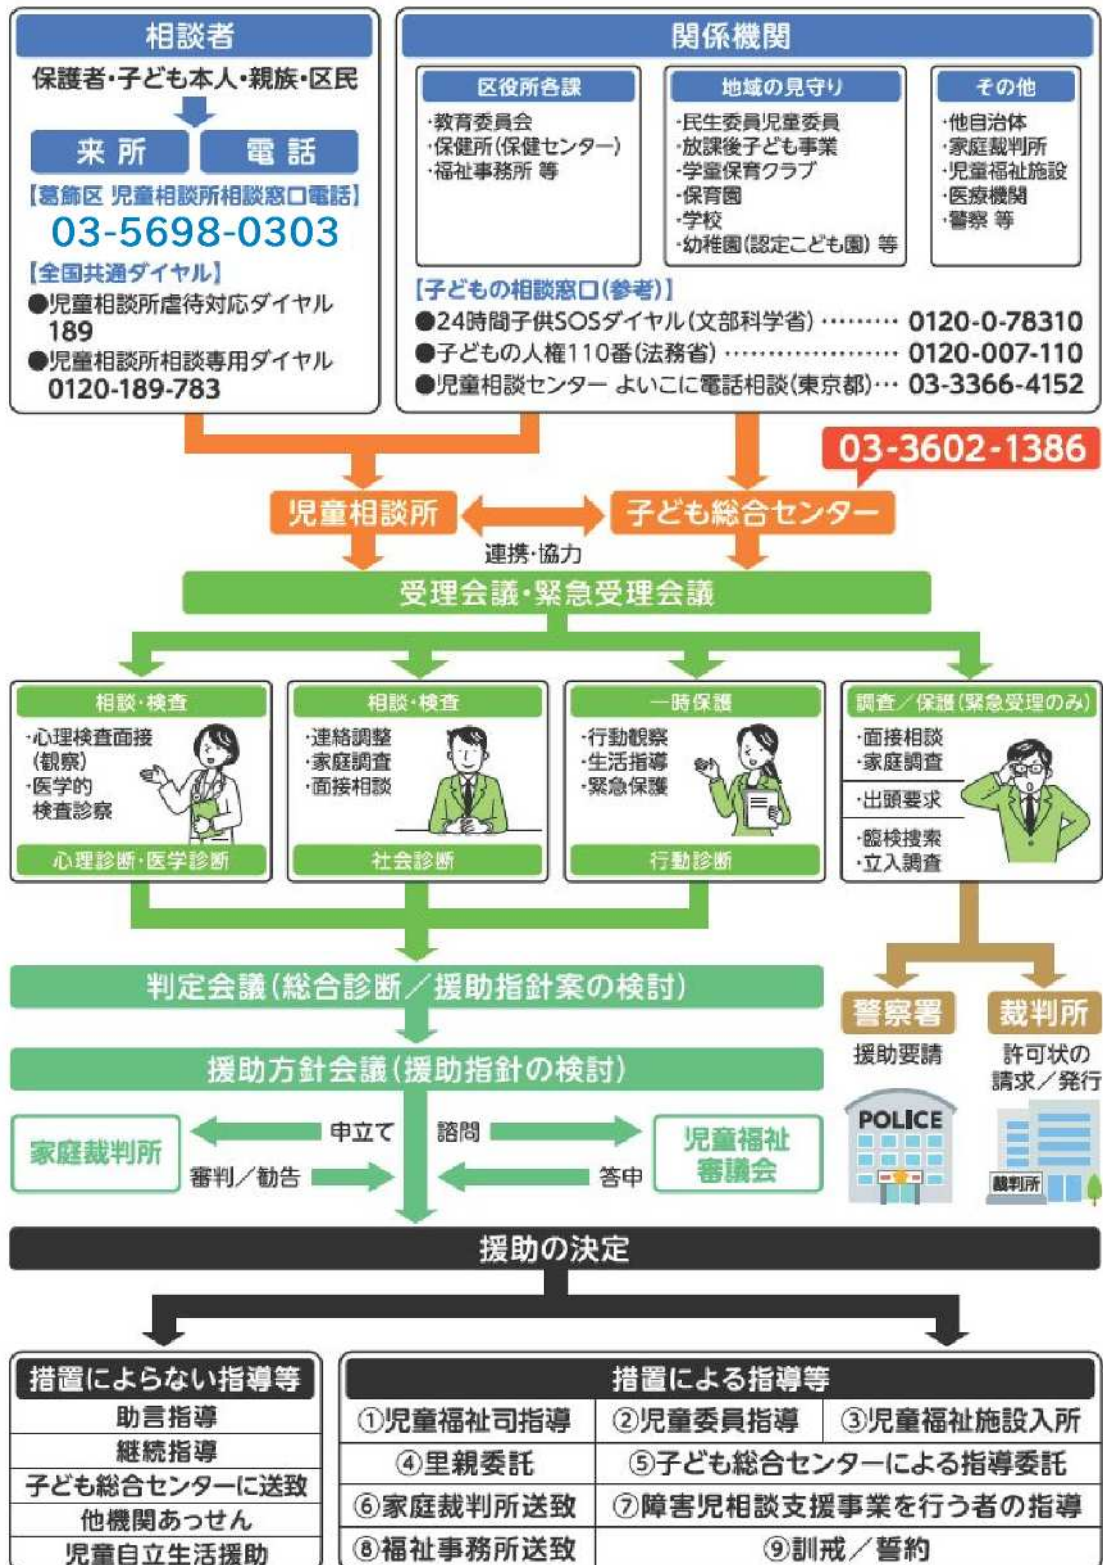 相談者
保護者・子ども本人・親族・区民
来所
電話
【葛飾区 児童相談所相談窓口電話】
03-5698-0303
【全国共通ダイヤル】
●児童相談所虐待対応ダイヤル
189
●児童相談所相談専用ダイヤル
0120-189-783
関係機関
区役所各課
・教育委員会
・保健所(保健センター)
・福祉事務所 等
地域の見守り
・民生委員児童委員
・放課後子ども事業
・学童保育クラブ
・保育園
・学校
・幼稚園(認定こども園) 等
その他
・他自治体
・家庭裁判所
・児童福祉施設
・医療機関
・警察 等
【子どもの相談窓口(参考)】
●24時間子供SOSダイヤル(文部科学省) ……… 0120-0-78310
●子どもの人権110番(法務省) ………………… 0120-007-110
●児童相談センター よいこに電話相談(東京都)… 03-3366-4152
03-3602-1386
児童相談所
子ども総合センター
連携・協力
受理会議・緊急受理会議
相談・検査
・心理検査面接
(観察)
・医学的
検査診察
心理診断・医学診断
相談・検査
・連絡調整
・家庭調査
・面接相談
社会診断
一時保護
・行動観察
・生活指導
・緊急保護
行動診断
調査／保護(緊急受理のみ)
・面接相談
・家庭調査
・出頭要求
・臨検捜索
・立入調査
判定会議(総合診断／援助指針案の検討)
援助方針会議(援助指針の検討)
警察署
援助要請
POLICE
裁判所
許可状の
請求／発行
裁判所
家庭裁判所
申立て
審判／勧告
諮問
答申
児童福祉
審議会
援助の決定
措置によらない指導等
助言指導
継続指導
子ども総合センターに送致
他機関あっせん
児童自立生活援助
措置による指導等
①児童福祉司指導
②児童委員指導
③児童福祉施設入所
④里親委託
⑤子ども総合センターによる指導委託
⑥家庭裁判所送致
⑦障害児相談支援事業を行う者の指導
⑧福祉事務所送致
⑨訓戒／誓約